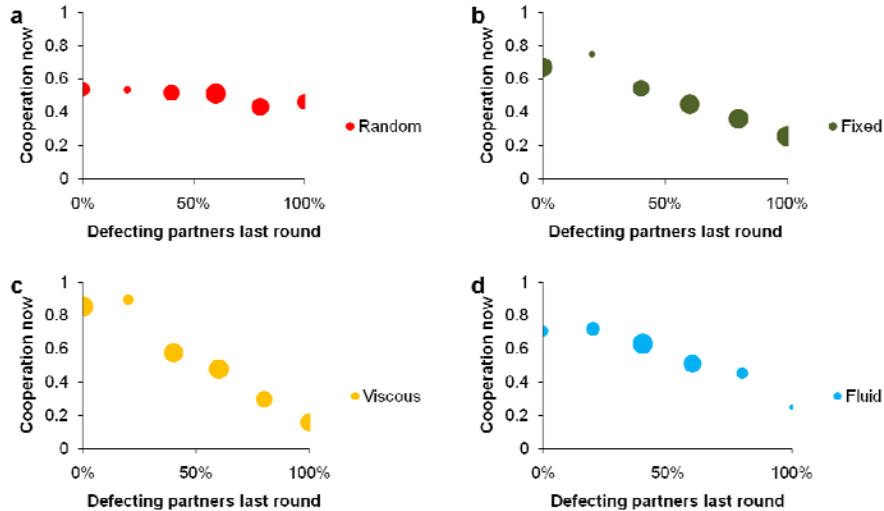 a
Cooperation now
1
0.8
0.6
0.4
0.2
0
0% 50% 100%
Defecting partners last round
Random
b
Cooperation now
1
0.8
0.6
0.4
0.2
0
0% 50% 100%
Defecting partners last round
Fixed
c
Cooperation now
1
0.8
0.6
0.4
0.2
0
0% 50% 100%
Defecting partners last round
Viscous
d
Cooperation now
1
0.8
0.6
0.4
0.2
0
0% 50% 100%
Defecting partners last round
Fluid